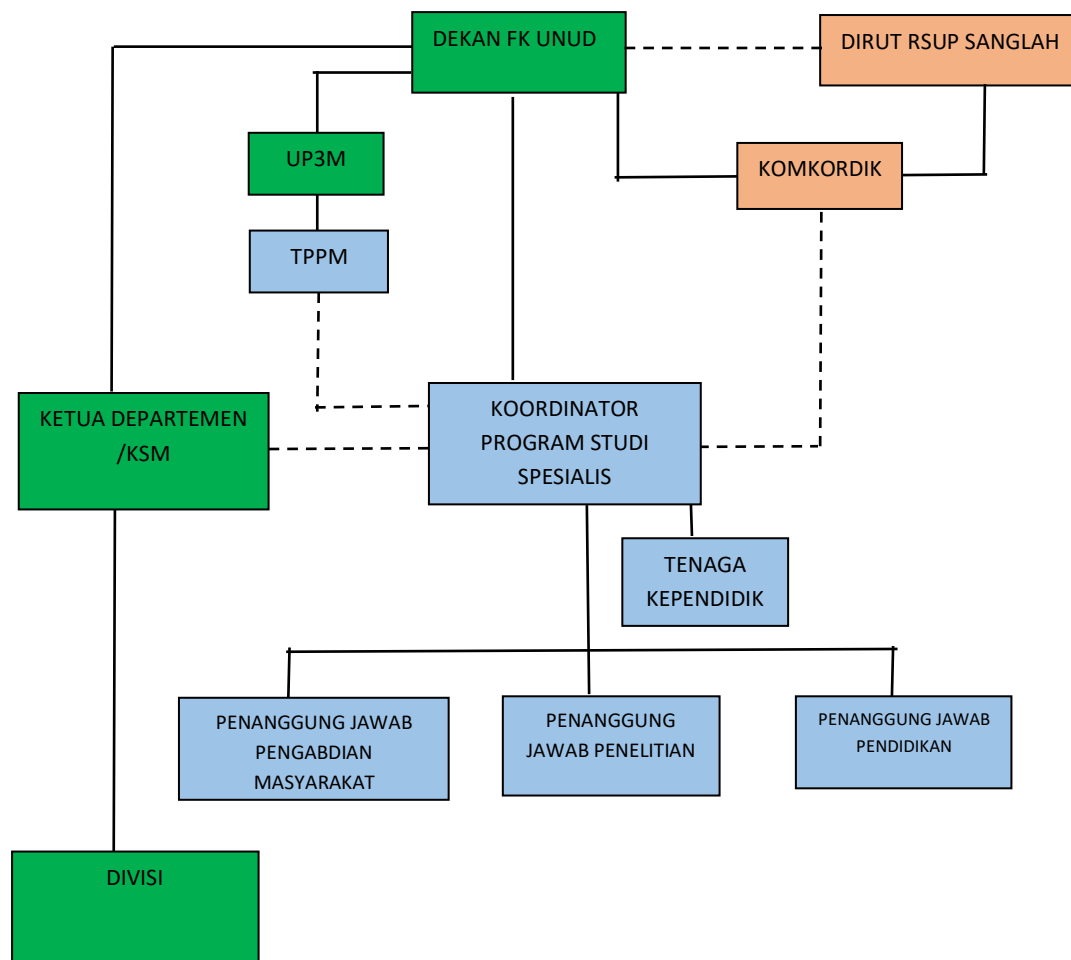 DEKAN FK UNUD
DIRUT RSUP SANGLAH
UP3M
KOMKORDIK
TPPM
KETUA DEPARTEMEN
/KSM
KOORDINATOR
PROGRAM STUDI
SPESIALIS
TENAGA
KEPENDIDIK
PENANGGUNG JAWAB
PENGABDIAN
MASYARAKAT
PENANGGUNG
JAWAB PENELITIAN
PENANGGUNG JAWAB
PENDIDIKAN
DIVISI